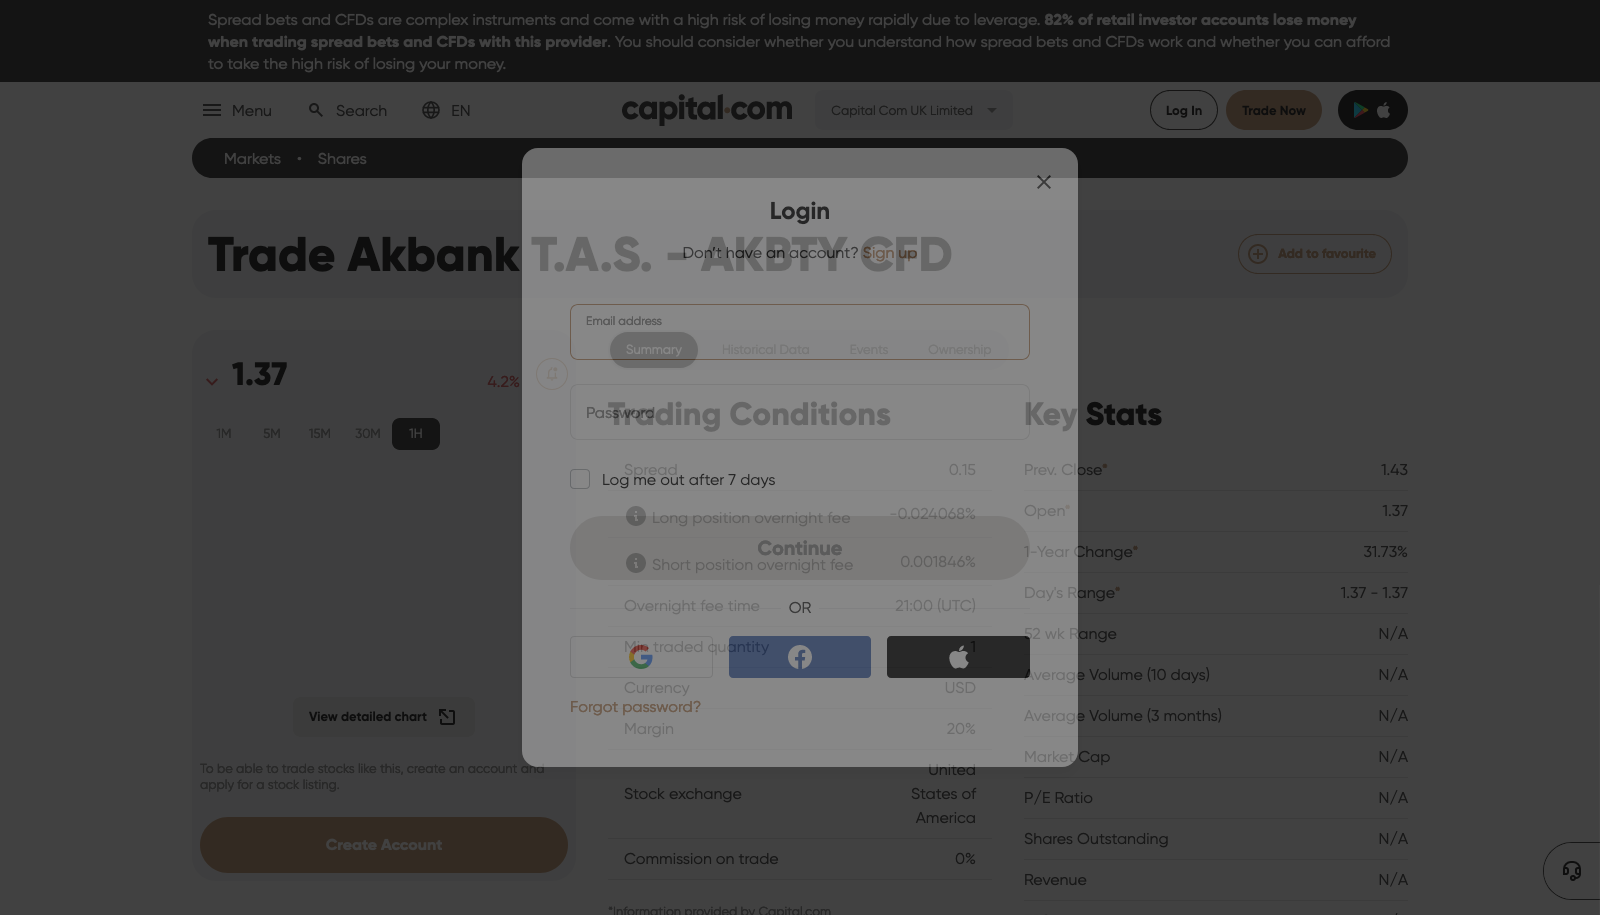 Spread bets and CFDs are complex instruments and come with a high risk of losing money rapidly due to leverage. 82% of retail investor accounts lose money
when trading spread bets and CFDs with this provider. You should consider whether you understand how spread bets and CFDs work and whether you can afford
to take the high risk of losing your money.
Menu
Search
EN
capital.com
Capital Com UK Limited
Log In
Trade Now
Markets • Shares
Login
Trade Akbank T.A.S. - AKBTY CFD
Don't have an account? Sign up
Add to favourite
Email address
Summary
Historical Data
Events
Ownership
1.37
4.2%
1M
5M
15M
30M
1H
Password
Trading Conditions
Key Stats
Spread 0.15
Log me out after 7 days
Prev. Close* 1.43
Long position overnight fee -0.024068%
Open* 1.37
Continue
1-Year Change* 31.73%
Short position overnight fee 0.001846%
Day's Range* 1.37 - 1.37
Overnight fee time 21:00 (UTC)
OR
52 wk Range N/A
Min traded quantity 1
Average Volume (10 days) N/A
Currency USD
Forgot password?
Average Volume (3 months) N/A
Margin 20%
View detailed chart
Market Cap N/A
To be able to trade stocks like this, create an account and
apply for a stock listing.
Stock exchange
United
States of
America
P/E Ratio N/A
Create Account
Shares Outstanding N/A
Commission on trade 0%
Revenue N/A
*Information provided by Capital.com